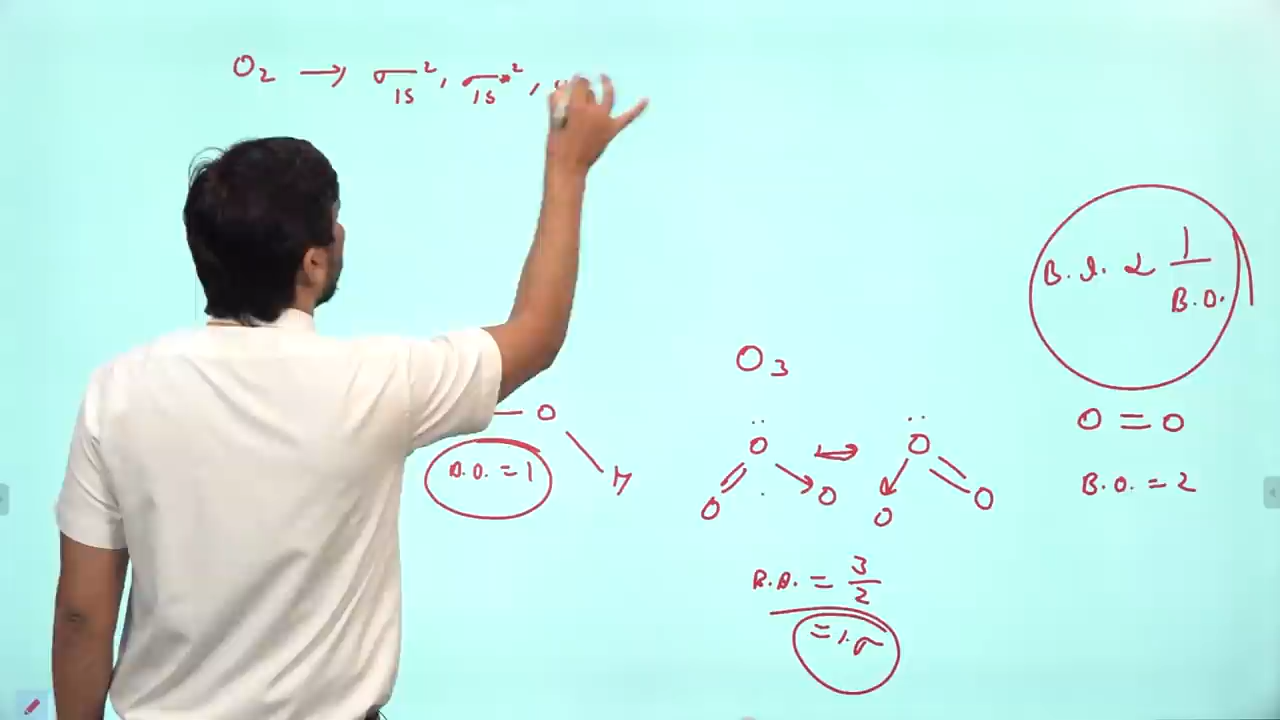 O₂ → σ1s², σ*1s²,
B.L. α 1/B.O.
O₃
— O
H
B.O. = 1
O O O ↔ O O O
O = O
B.O. = 2
B.O. = 3/2
= 1.5